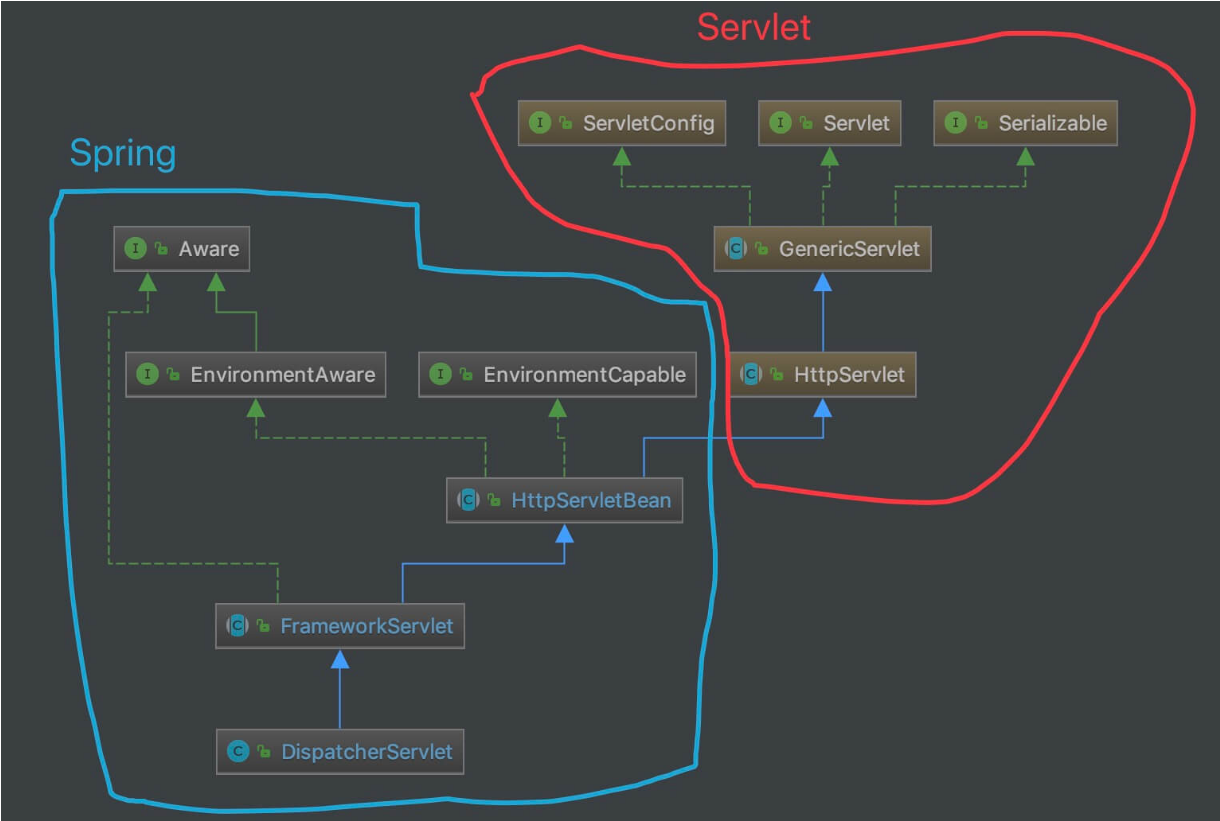 Servlet
ServletConfig
Servlet
Serializable
Spring
Aware
GenericServlet
EnvironmentAware
EnvironmentCapable
HttpServlet
HttpServletBean
FrameworkServlet
DispatcherServlet